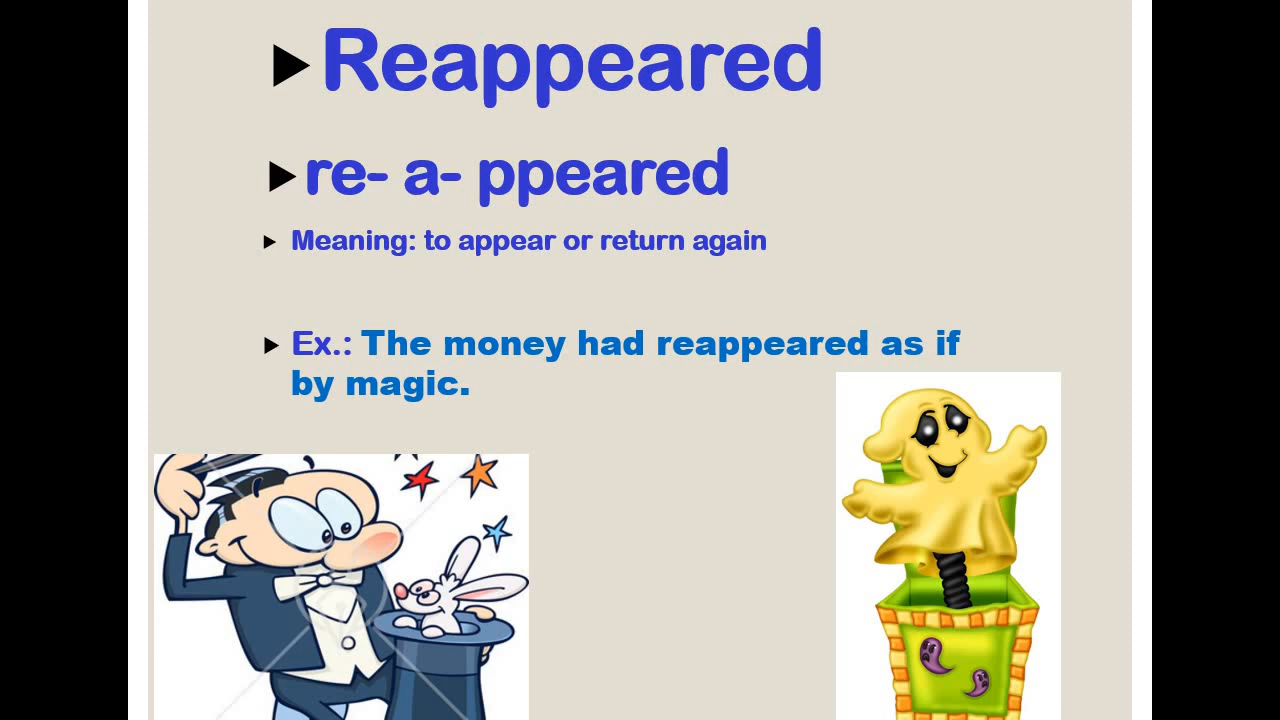 Reappeared
re- a- ppeared
Meaning: to appear or return again
Ex.: The money had reappeared as if
by magic.